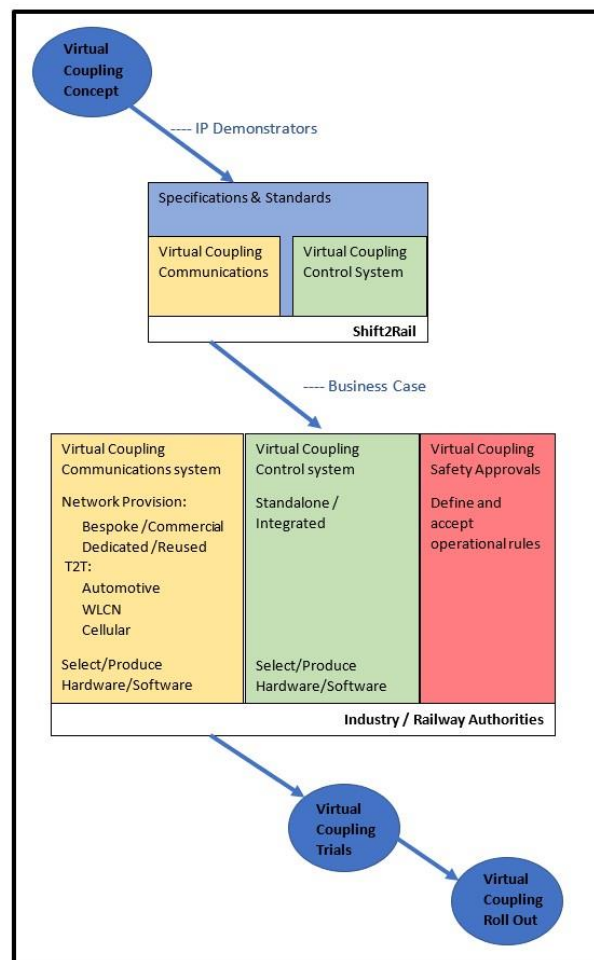 Virtual
Coupling
Concept
---- IP Demonstrators
Specifications & Standards
Virtual Coupling
Communications
Virtual Coupling
Control System
Shift2Rail
---- Business Case
Virtual Coupling
Communications system
Network Provision:
Bespoke /Commercial
Dedicated /Reused
T2T:
Automotive
WLCN
Cellular
Select/Produce
Hardware/Software
Virtual Coupling
Control system
Standalone /
Integrated
Select/Produce
Hardware/Software
Virtual Coupling
Safety Approvals
Define and
accept
operational rules
Industry / Railway Authorities
Virtual
Coupling
Trials
Virtual
Coupling
Roll Out